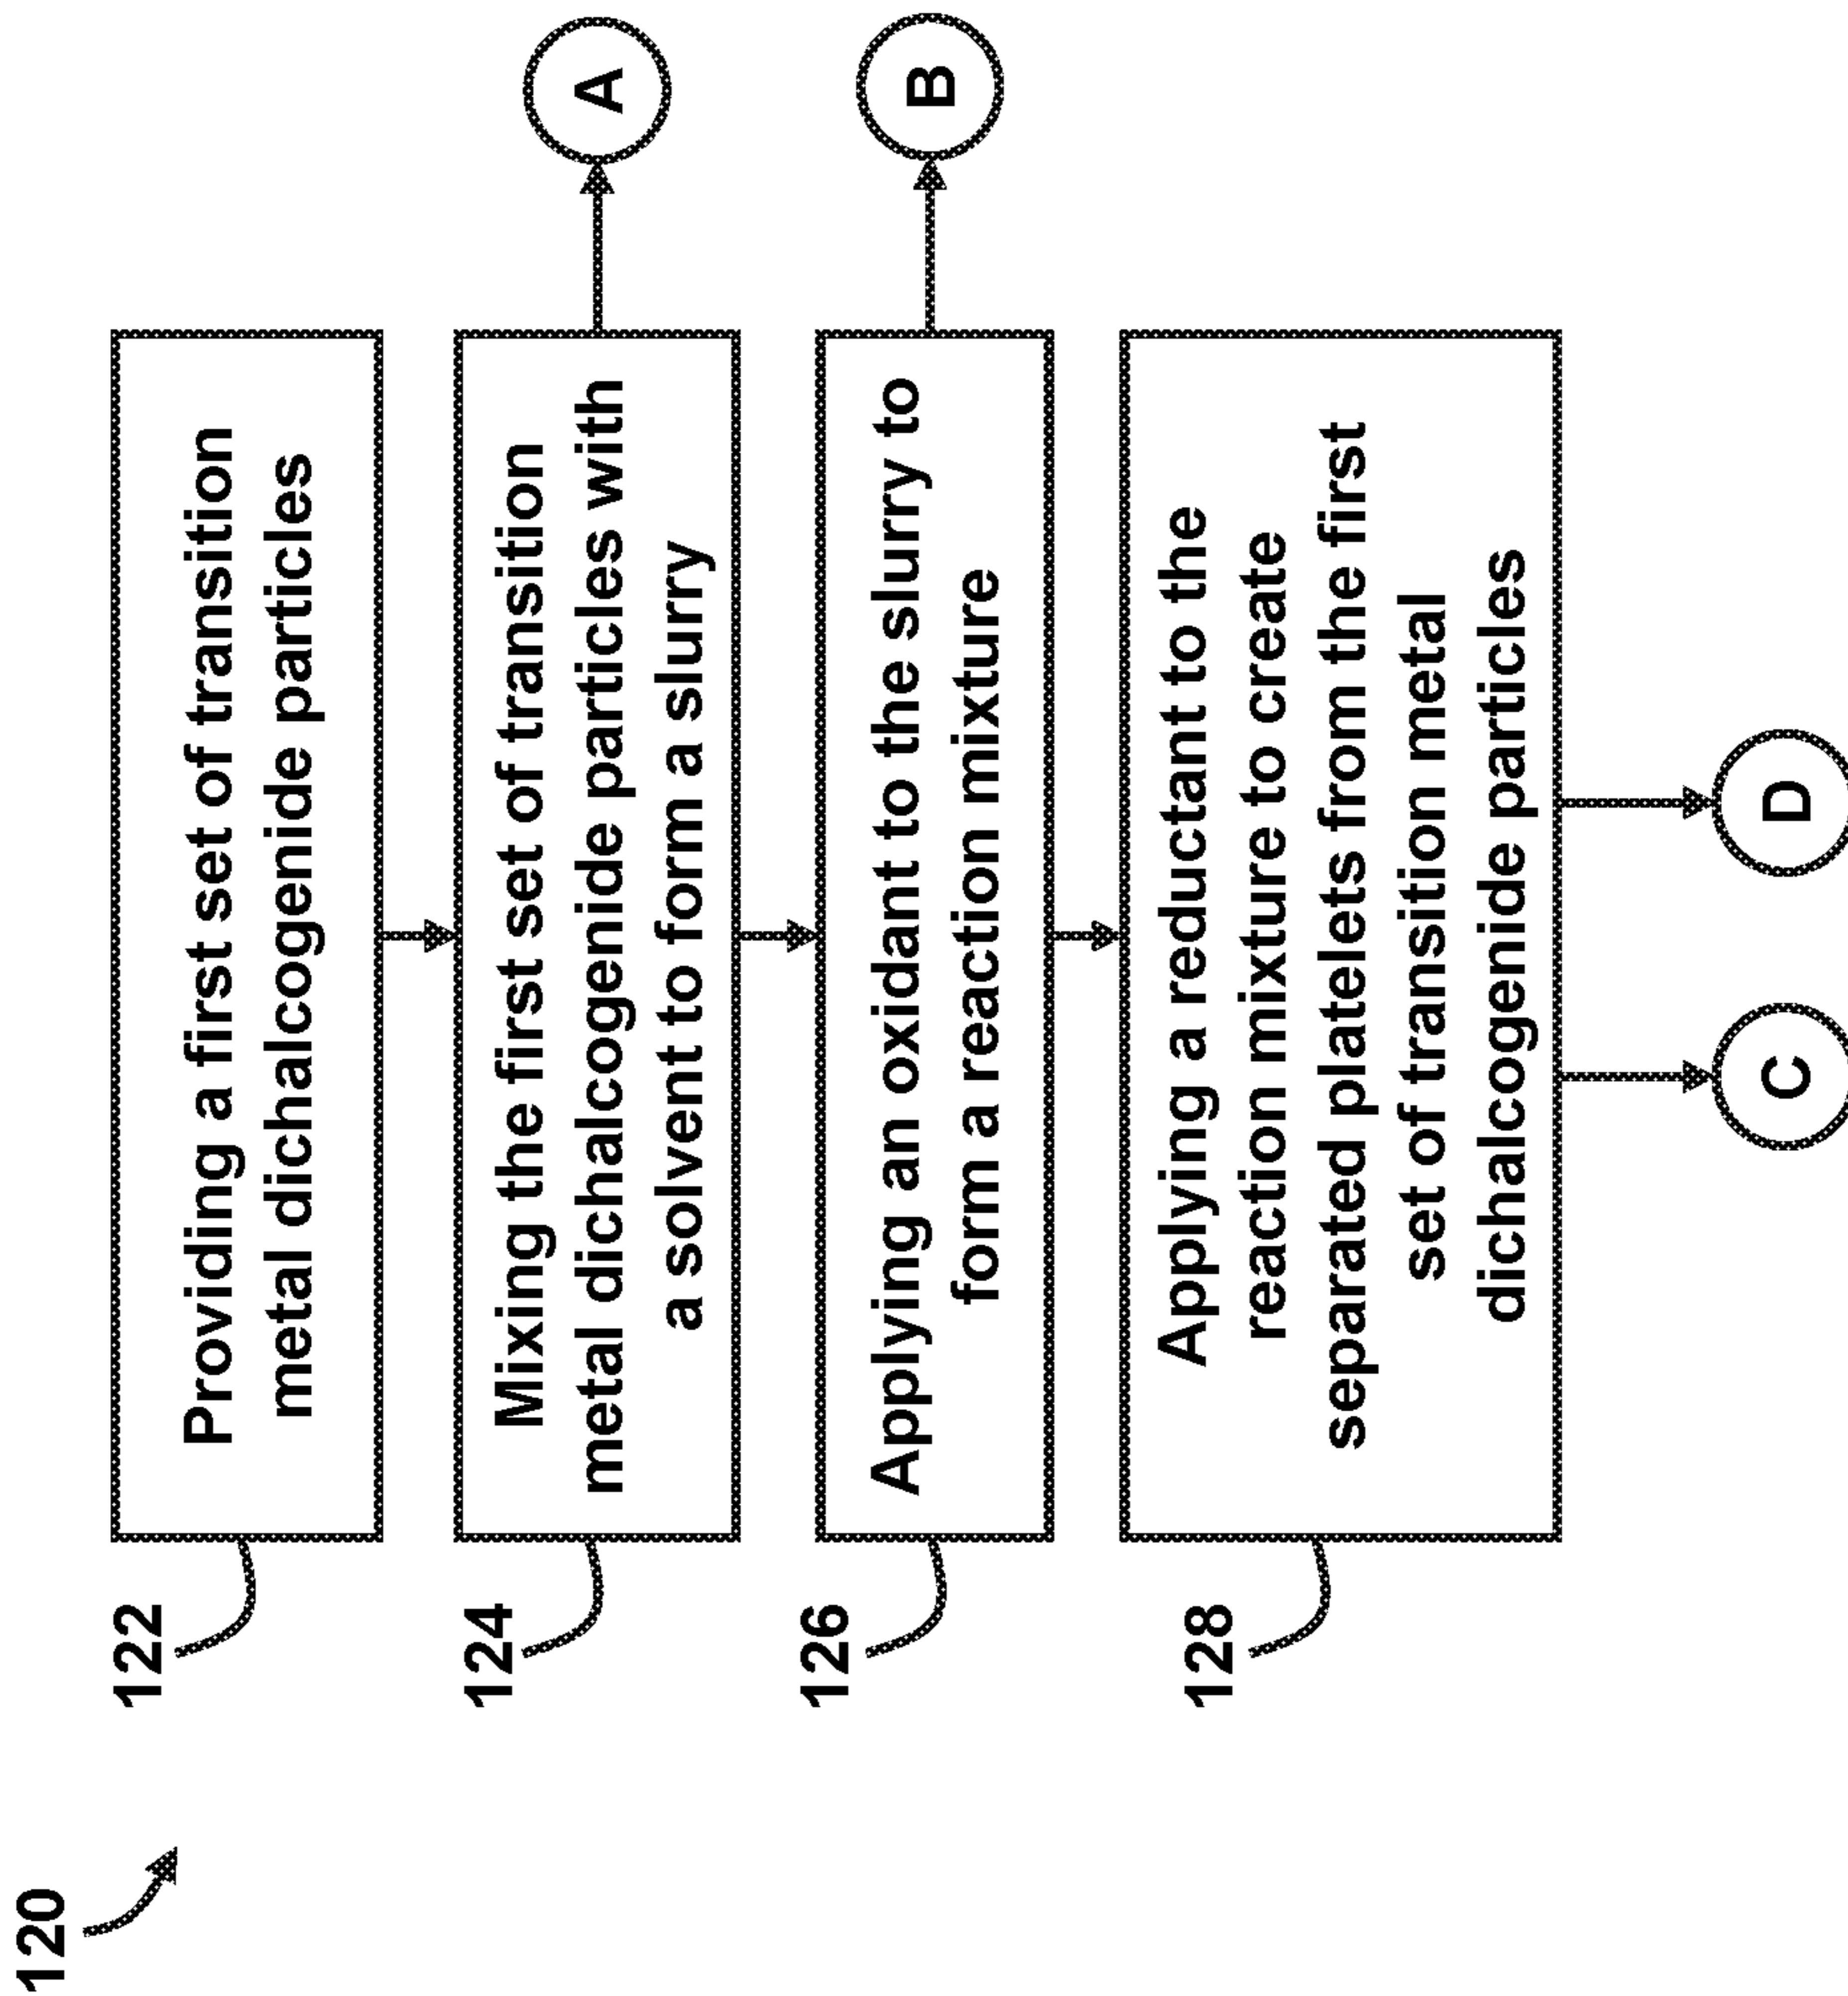 120
122
Providing a first set of transition
metal dichalcogenide particles
124
Mixing the first set of transition
metal dichalcogenide particles with
a solvent to form a slurry
A
126
Applying an oxidant to the slurry to
form a reaction mixture
B
128
Applying a reductant to the
reaction mixture to create
separated platelets from the first
set of transition metal
dichalcogenide particles
C
D